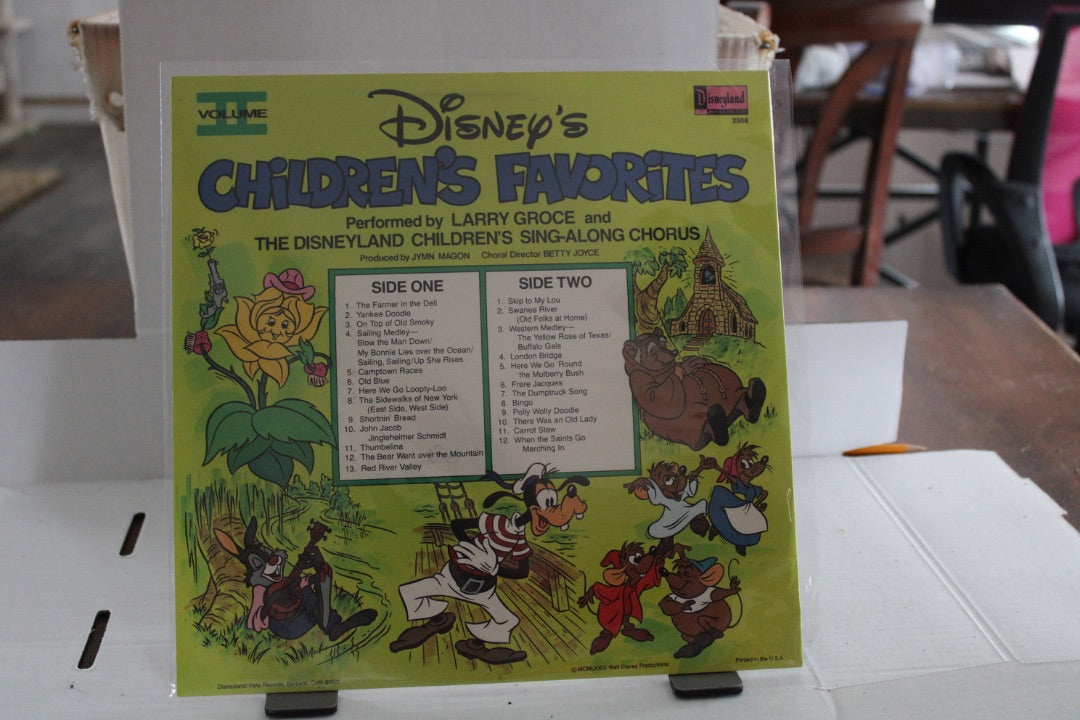 VOLUME II
Disneyland
2508
DISNEY'S
CHILDREN'S FAVORITES
Performed by LARRY GROCE and
THE DISNEYLAND CHILDREN'S SING-ALONG CHORUS
Produced by JYMN MAGON Choral Director BETTY JOYCE
SIDE ONE
1. The Farmer in the Dell
2. Yankee Doodle
3. On Top of Old Smoky
4. Sailing Medley—
Blow the Man Down/
My Bonnie Lies over the Ocean/
Sailing, Sailing/Up She Rises
5. Camptown Races
6. Old Blue
7. Here We Go Loopty-Loo
8. The Sidewalks of New York
(East Side, West Side)
9. Shortnin' Bread
10. John Jacob
Jingleheimer Schmidt
11. Thumbelina
12. The Bear Went over the Mountain
13. Red River Valley
SIDE TWO
1. Skip to My Lou
2. Swanee River
(Old Folks at Home)
3. Western Medley—
The Yellow Rose of Texas/
Buffalo Gals
4. London Bridge
5. Here We Go 'Round
the Mulberry Bush
6. Frere Jacques
7. The Dumptruck Song
8. Bingo
9. Polly Wolly Doodle
10. There Was an Old Lady
11. Carrot Stew
12. When the Saints Go
Marching In
Disneyland/Vista Records, Burbank, Calif.
Walt Disney Productions.
Printed in the U.S.A.